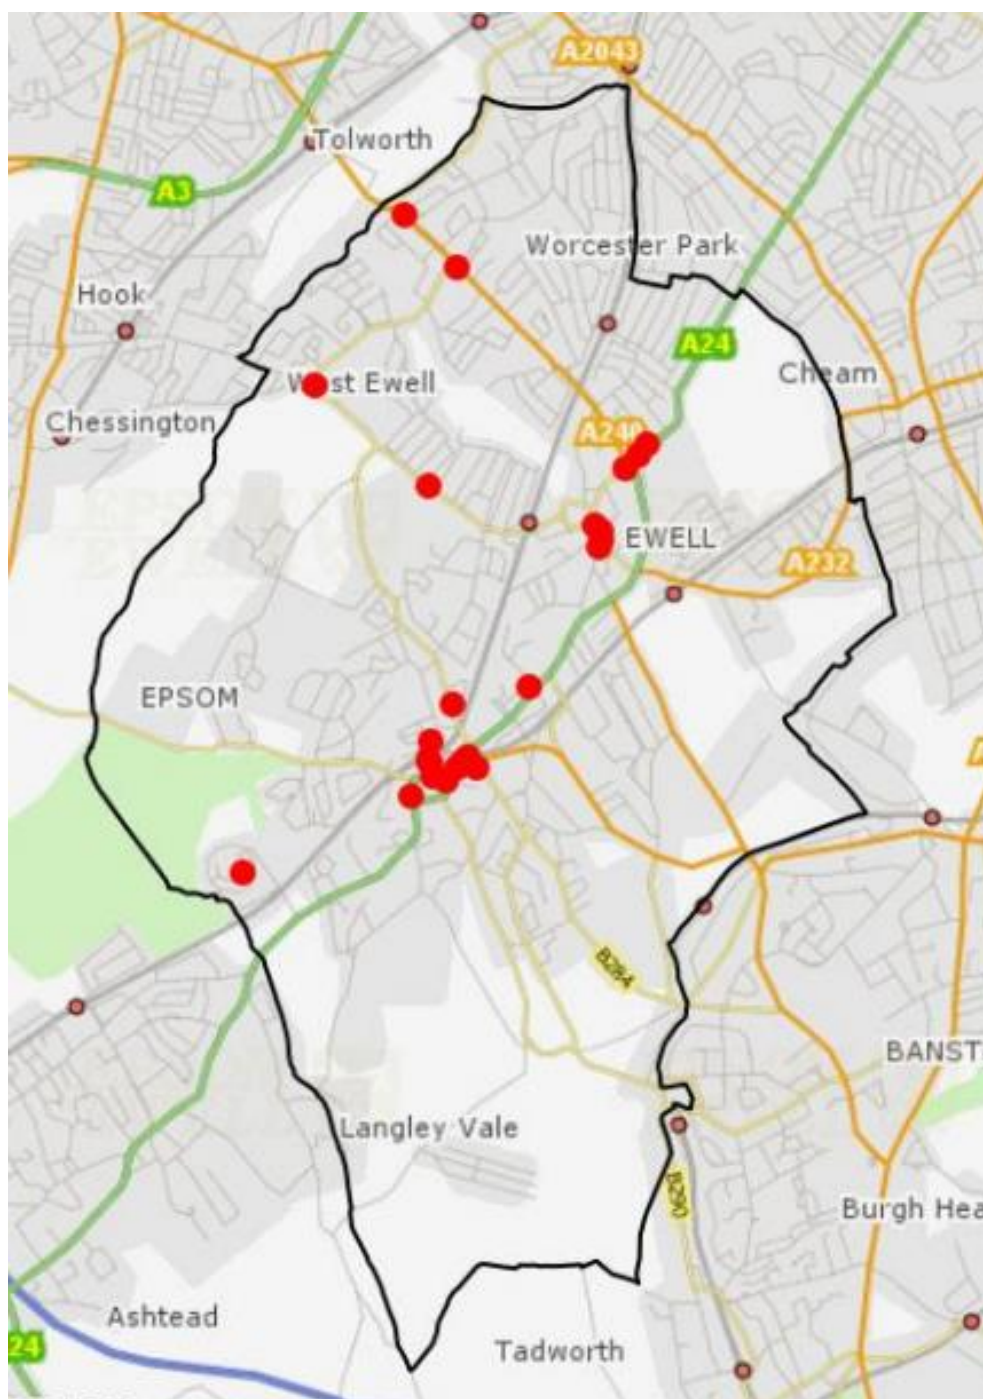 A2043
Tolworth
A3
Worcester Park
Hook
A24
West Ewell
Cheam
Chessington
A240
EWELL
A232
EPSOM
B284
BANST
Langley Vale
B290
Burgh Hea
Ashtead
24
Tadworth